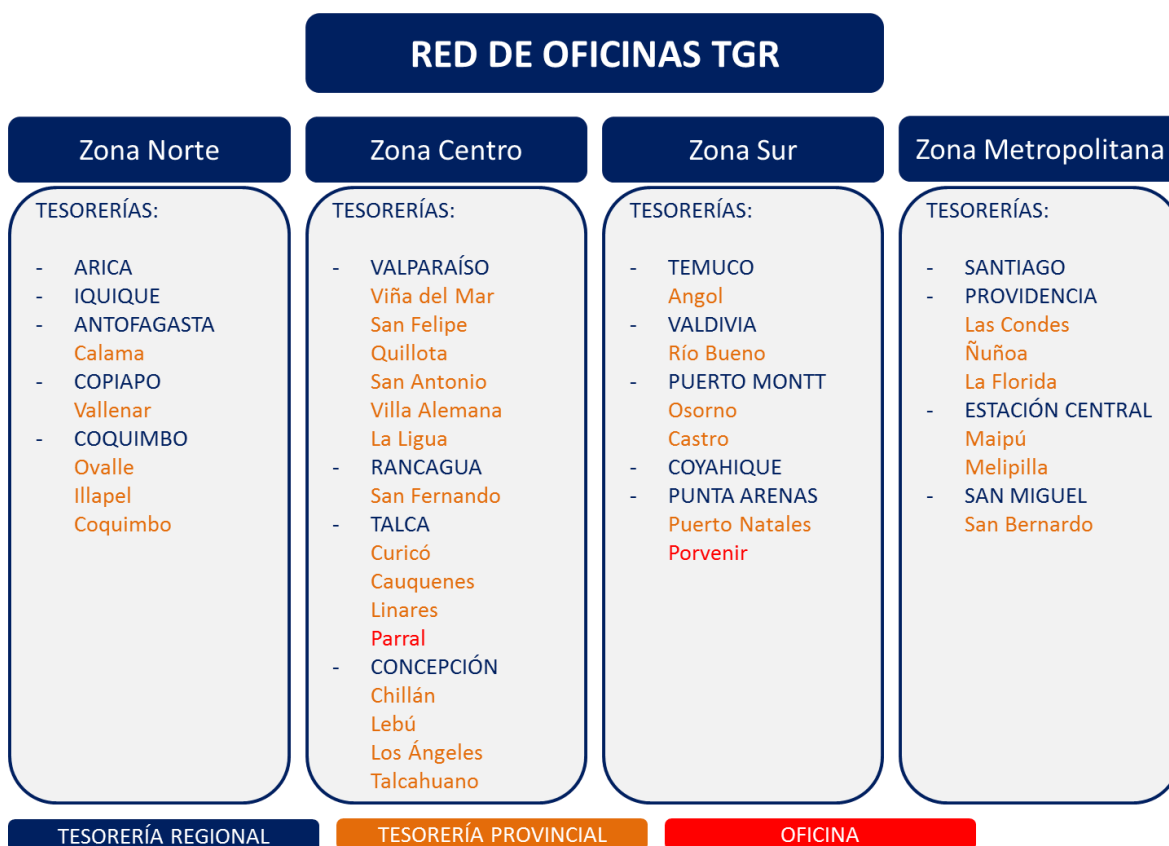 RED DE OFICINAS TGR
Zona Norte
TESORERÍAS:
- ARICA
- IQUIQUE
- ANTOFAGASTA
Calama
- COPIAPO
Vallenar
- COQUIMBO
Ovalle
Illapel
Coquimbo
Zona Centro
TESORERÍAS:
- VALPARAÍSO
Viña del Mar
San Felipe
Quillota
San Antonio
Villa Alemana
La Ligua
- RANCAGUA
San Fernando
- TALCA
Curicó
Cauquenes
Linares
Parral
- CONCEPCIÓN
Chillán
Lebú
Los Ángeles
Talcahuano
Zona Sur
TESORERÍAS:
- TEMUCO
Angol
- VALDIVIA
Río Bueno
- PUERTO MONTT
Osorno
Castro
- COYAHIQUE
- PUNTA ARENAS
Puerto Natales
Porvenir
Zona Metropolitana
TESORERÍAS:
- SANTIAGO
- PROVIDENCIA
Las Condes
Ñuñoa
La Florida
- ESTACIÓN CENTRAL
Maipú
Melipilla
- SAN MIGUEL
San Bernardo
TESORERÍA REGIONAL
TESORERÍA PROVINCIAL
OFICINA